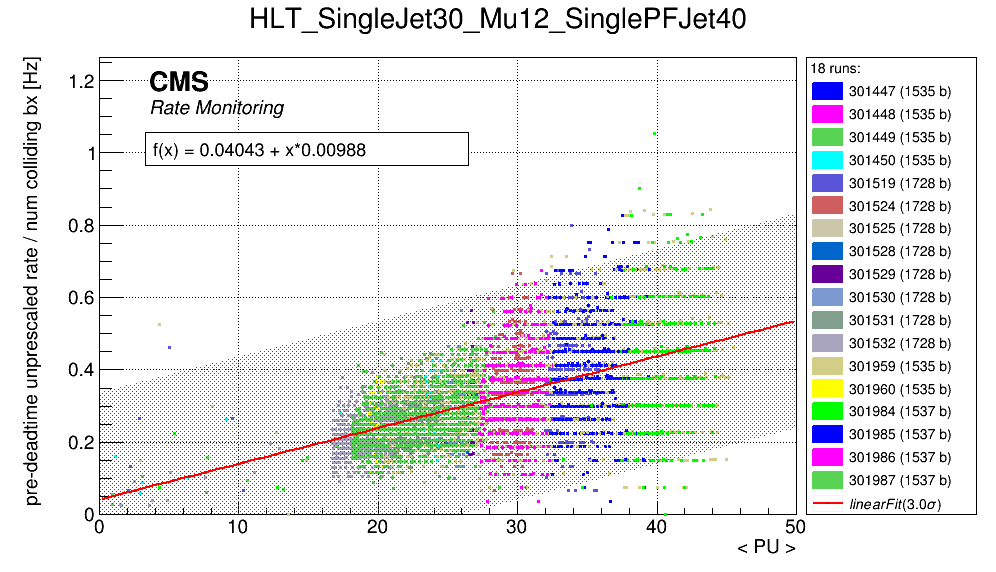 HLT_SingleJet30_Mu12_SinglePFJet40
pre-deadtime unprescaled rate / num colliding bx [Hz]
CMS
Rate Monitoring
f(x) = 0.04043 + x*0.00988
1.2
1
0.8
0.6
0.4
0.2
0
0 10 20 30 40 50
< PU >
18 runs:
301447 (1535 b)
301448 (1535 b)
301449 (1535 b)
301450 (1535 b)
301519 (1728 b)
301524 (1728 b)
301525 (1728 b)
301528 (1728 b)
301529 (1728 b)
301530 (1728 b)
301531 (1728 b)
301532 (1728 b)
301959 (1535 b)
301960 (1535 b)
301984 (1537 b)
301985 (1537 b)
301986 (1537 b)
301987 (1537 b)
linearFit(3.0σ)